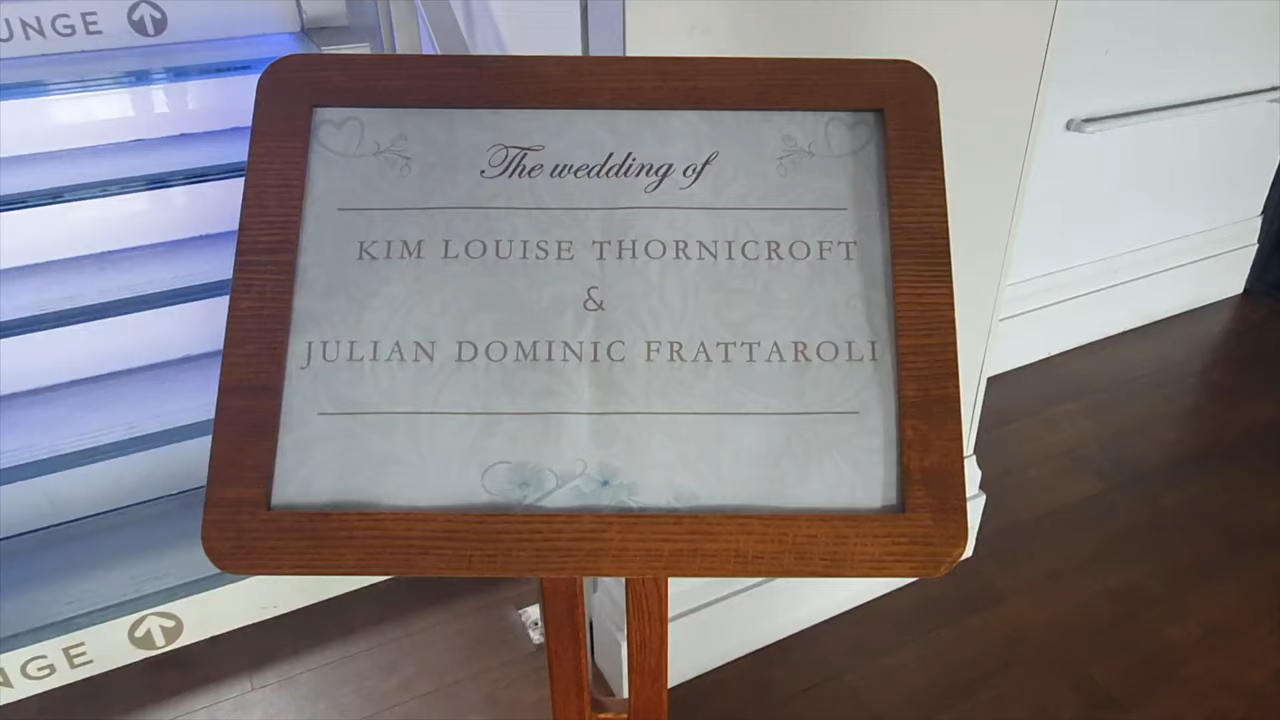 UNGE
The wedding of
KIM LOUISE THORNICROFT
&
JULIAN DOMINIC FRATTAROLI
NGE